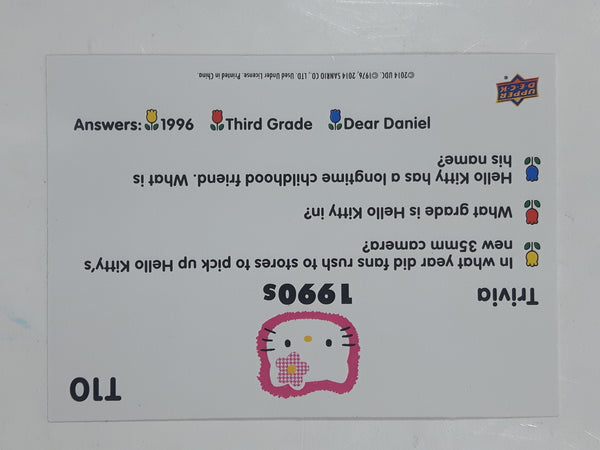 T10
Trivia 1990s
In what year did fans rush to stores to pick up Hello Kitty's
new 35mm camera?
What grade is Hello Kitty in?
Hello Kitty has a longtime childhood friend. What is
his name?
Answers: 1996 Third Grade Dear Daniel
UPPER
DECK
©2014 UDC. ©1976, 2014 SANRIO CO., LTD. Used Under License. Printed in China